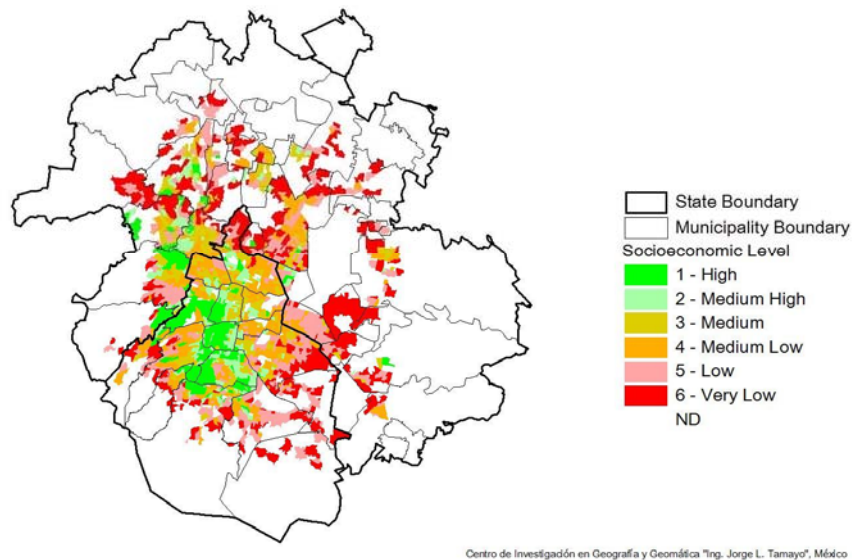 State Boundary
Municipality Boundary
Socioeconomic Level
1 - High
2 - Medium High
3 - Medium
4 - Medium Low
5 - Low
6 - Very Low
ND
Centro de Investigación en Geografía y Geomática "Ing. Jorge L. Tamayo", México